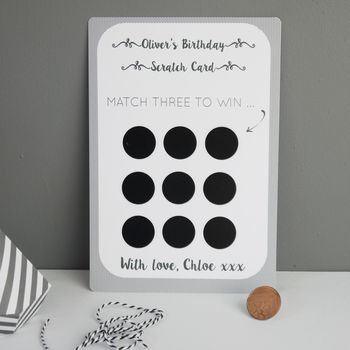 Oliver's Birthday
Scratch Card
MATCH THREE TO WIN ...
With love, Chloe xxx